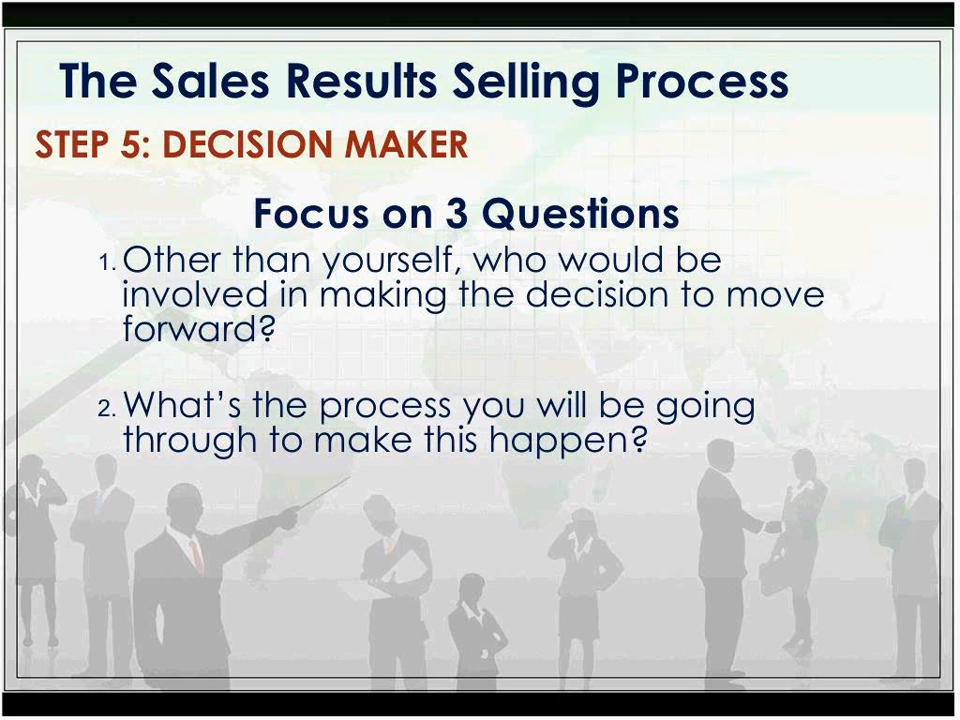 The Sales Results Selling Process
STEP 5: DECISION MAKER
Focus on 3 Questions
1. Other than yourself, who would be
involved in making the decision to move
forward?
2. What’s the process you will be going
through to make this happen?